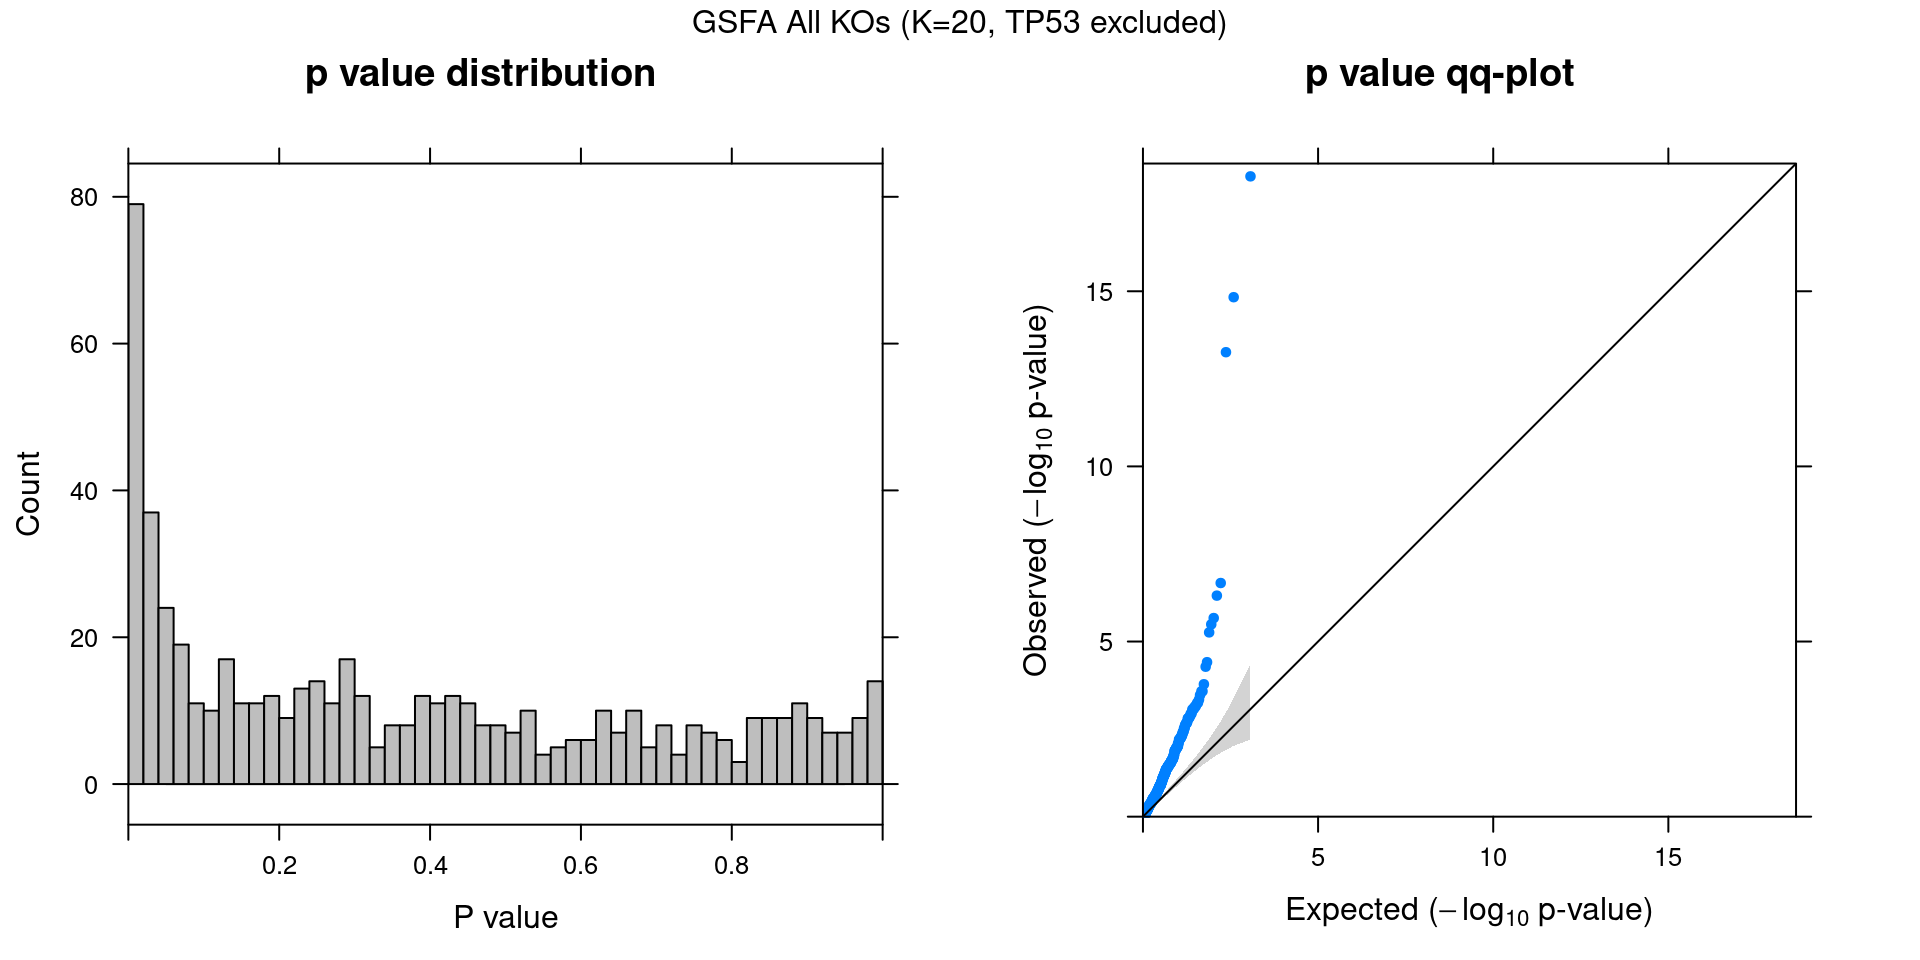 GSFA All KOs (K=20, TP53 excluded)
p value distribution
80
60
40
20
0
Count
0.2 0.4 0.6 0.8
P value
p value qq-plot
15
10
5
Observed (−log10 p-value)
5 10 15
Expected (−log10 p-value)